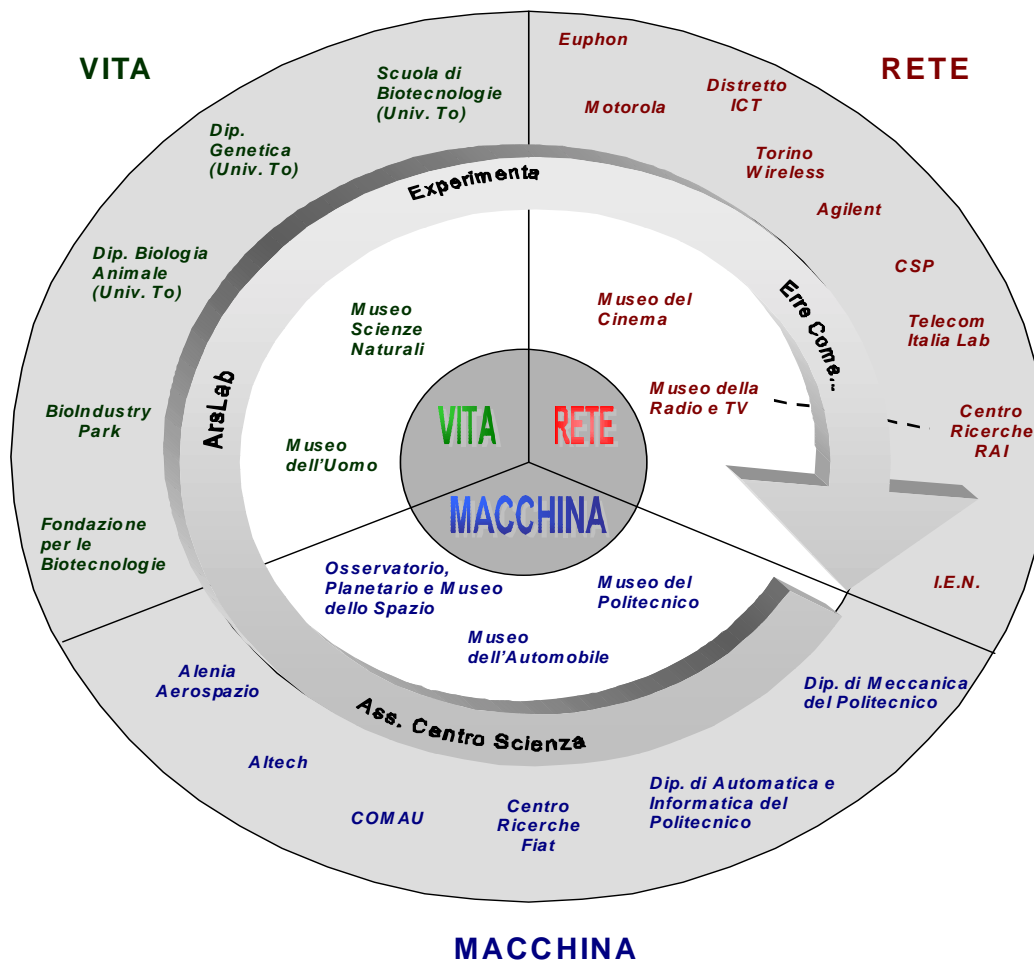 VITA
RETE
Euphon
Scuola di
Biotecnologie
(Univ. To)
Distretto
ICT
Motorola
Dip.
Genetica
(Univ. To)
Torino
Wireless
Experimenta
Agilent
Dip. Biologia
Animale
(Univ. To)
CSP
Erre Come...
Museo del
Cinema
Museo
Scienze
Naturali
Telecom
Italia Lab
ArsLab
Museo della
Radio e TV
BioIndustry
Park
Centro
Ricerche
RAI
VITA
RETE
Museo
dell'Uomo
MACCHINA
Fondazione
per le
Biotecnologie
Osservatorio,
Planetario e Museo
dello Spazio
Museo del
Politecnico
I.E.N.
Museo
dell'Automobile
Alenia
Aerospazio
Dip. di Meccanica
del Politecnico
Ass. Centro Scienza
Altech
Dip. di Automatica e
Informatica del
Politecnico
COMAU
Centro
Ricerche
Fiat
MACCHINA